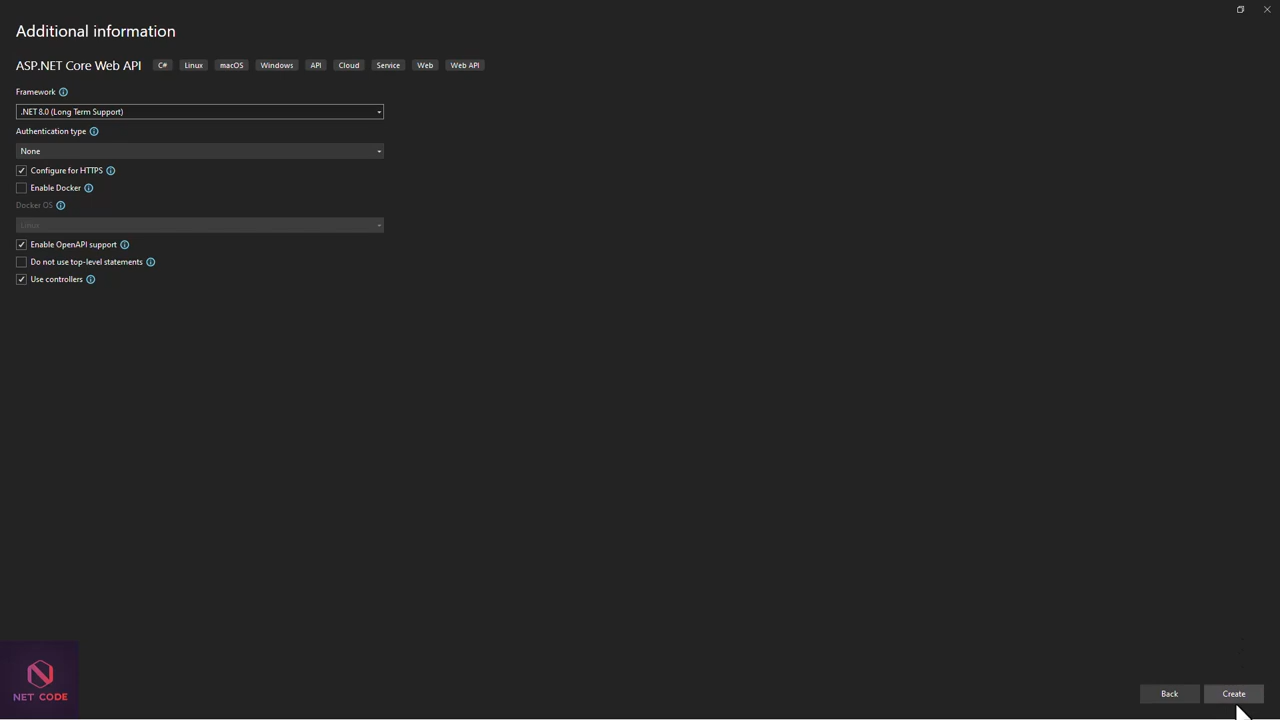 Additional information
ASP.NET Core Web API C# Linux macOS Windows API Cloud Service Web Web API
Framework
.NET 8.0 (Long Term Support)
Authentication type
None
Configure for HTTPS
Enable Docker
Docker OS
Linux
Enable OpenAPI support
Do not use top-level statements
Use controllers
NET CODE
Back Create